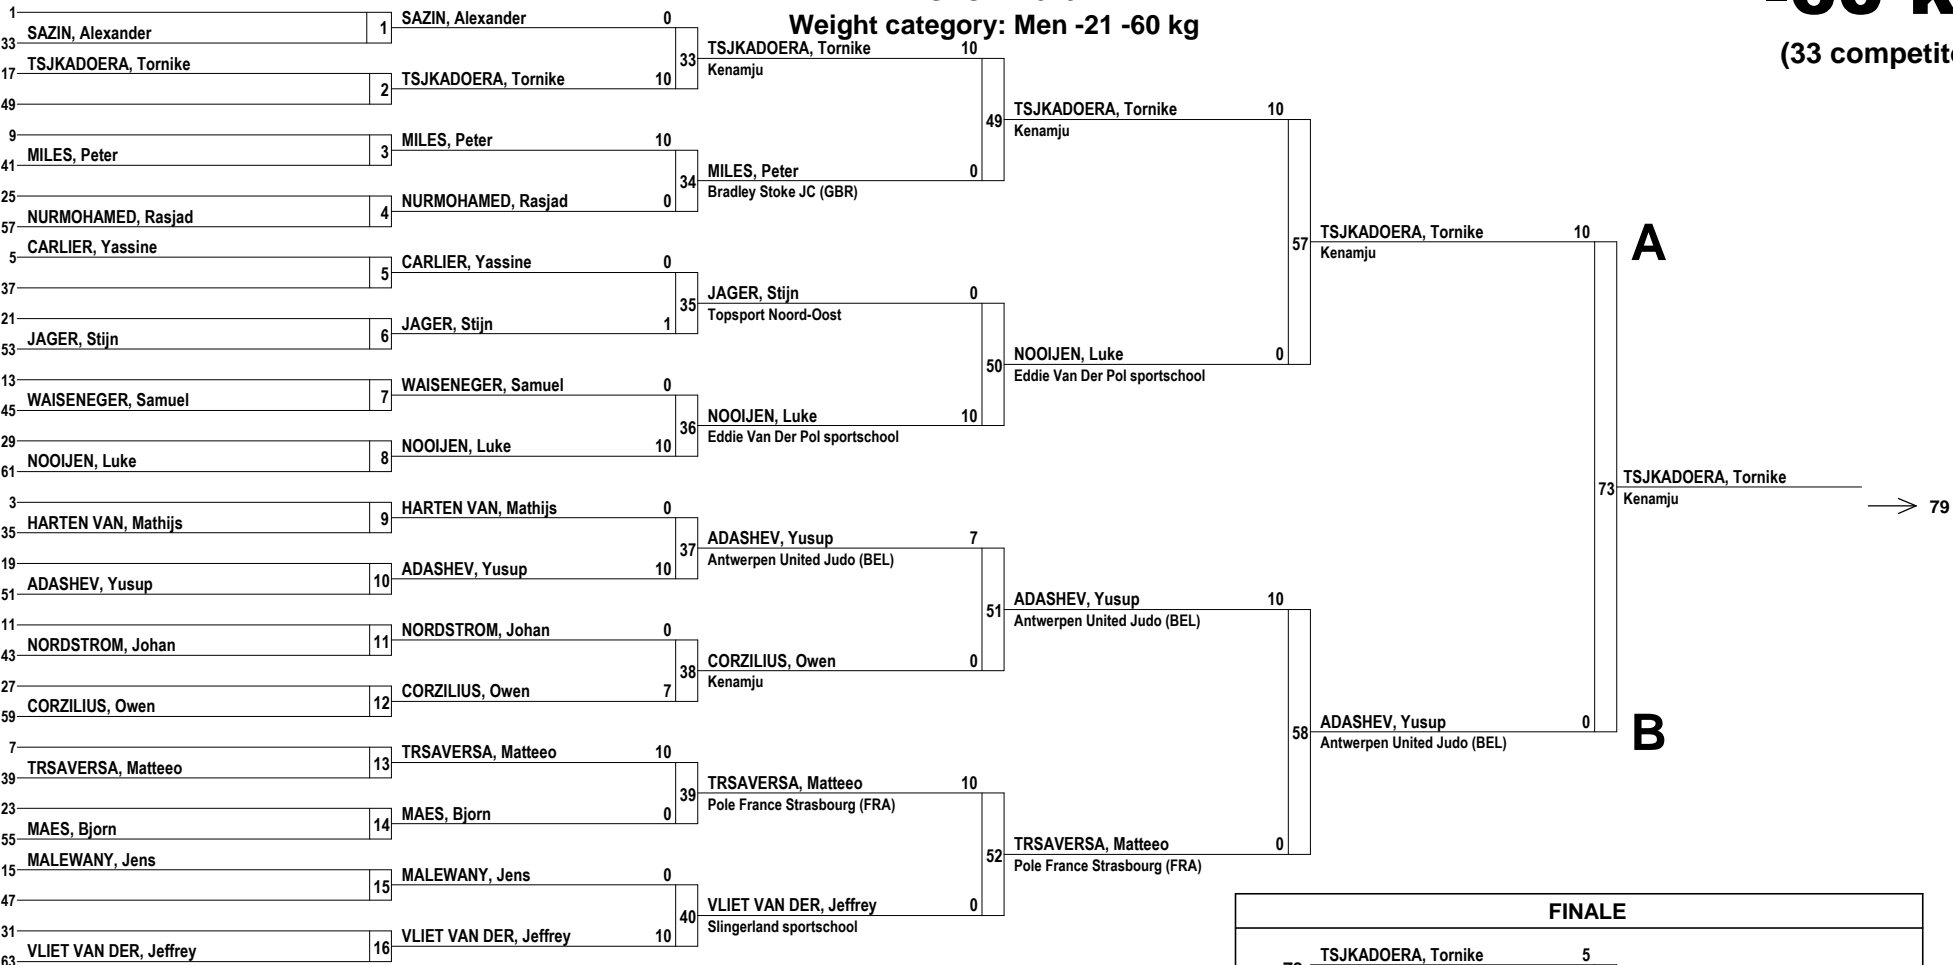 Weight category: Men -21 -60 kg
(33 competit
1
SAZIN, Alexander
33
1
TSJKADOERA, Tornike
17
49
2
9
MILES, Peter
41
3
25
NURMOHAMED, Rasjad
57
4
CARLIER, Yassine
5
37
5
21
JAGER, Stijn
53
6
13
WAISENEGER, Samuel
45
7
29
NOOIJEN, Luke
61
8
3
HARTEN VAN, Mathijs
35
9
19
ADASHEV, Yusup
51
10
11
NORDSTROM, Johan
43
11
27
CORZILIUS, Owen
59
12
7
TRSAVERSA, Matteeo
39
13
23
MAES, Bjorn
55
14
MALEWANY, Jens
15
47
15
31
VLIET VAN DER, Jeffrey
63
16
SAZIN, Alexander 0
33
TSJKADOERA, Tornike 10
MILES, Peter 10
34
NURMOHAMED, Rasjad 0
CARLIER, Yassine 0
35
JAGER, Stijn 1
WAISENEGER, Samuel 0
36
NOOIJEN, Luke 10
HARTEN VAN, Mathijs 0
37
ADASHEV, Yusup 10
NORDSTROM, Johan 0
38
CORZILIUS, Owen 7
TRSAVERSA, Matteeo 10
39
MAES, Bjorn 0
MALEWANY, Jens 0
40
VLIET VAN DER, Jeffrey 10
TSJKADOERA, Tornike 10
Kenamju
49
MILES, Peter 0
Bradley Stoke JC (GBR)
JAGER, Stijn 0
Topsport Noord-Oost
50
NOOIJEN, Luke 10
Eddie Van Der Pol sportschool
ADASHEV, Yusup 7
Antwerpen United Judo (BEL)
51
CORZILIUS, Owen 0
Kenamju
TRSAVERSA, Matteeo 10
Pole France Strasbourg (FRA)
52
VLIET VAN DER, Jeffrey 0
Slingerland sportschool
TSJKADOERA, Tornike 10
Kenamju
57
NOOIJEN, Luke 0
Eddie Van Der Pol sportschool
ADASHEV, Yusup 10
Antwerpen United Judo (BEL)
58
TRSAVERSA, Matteeo 0
Pole France Strasbourg (FRA)
TSJKADOERA, Tornike 10
Kenamju
A
73
ADASHEV, Yusup 0
Antwerpen United Judo (BEL)
B
TSJKADOERA, Tornike
Kenamju
79
FINALE
TSJKADOERA, Tornike 5